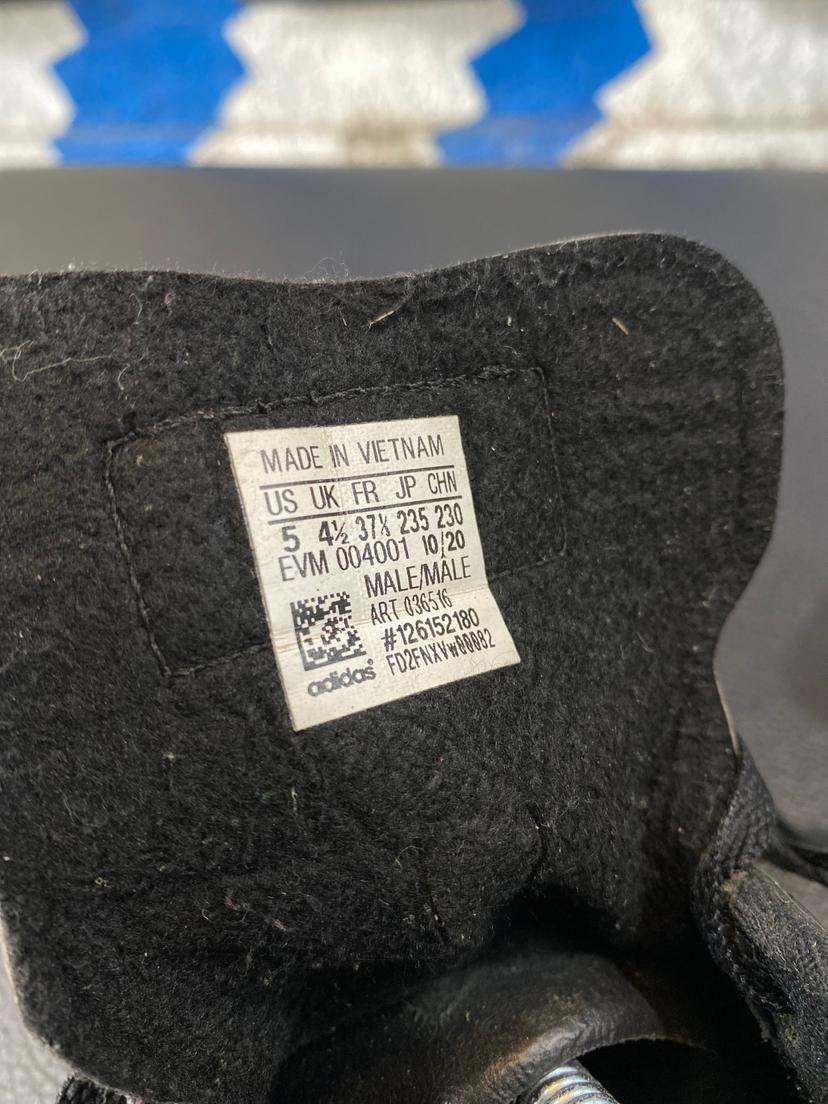 MADE IN VIETNAM
US UK FR JP CHN
5 4½ 37⅓ 235 230
EVM 004001 10/20
MALE/MÂLE
ART 036516
#126152180
FD2FNXVw00082
adidas®